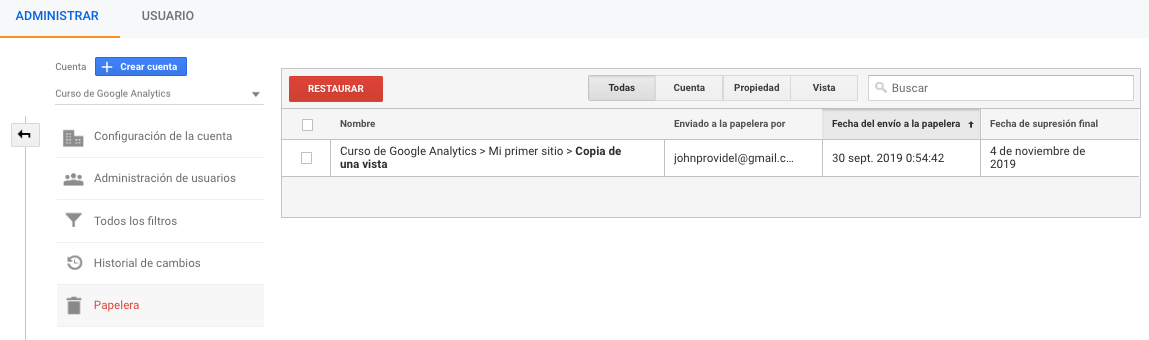 ADMINISTRAR USUARIO
Cuenta Crear cuenta
Curso de Google Analytics
Configuración de la cuenta
Administración de usuarios
Todos los filtros
Historial de cambios
Papelera
RESTAURAR Todas Cuenta Propiedad Vista Buscar
Nombre Enviado a la papelera por Fecha del envío a la papelera Fecha de supresión final
Curso de Google Analytics > Mi primer sitio > Copia de
una vista
johnprovidel@gmail.c...
30 sept. 2019 0:54:42
4 de noviembre de
2019